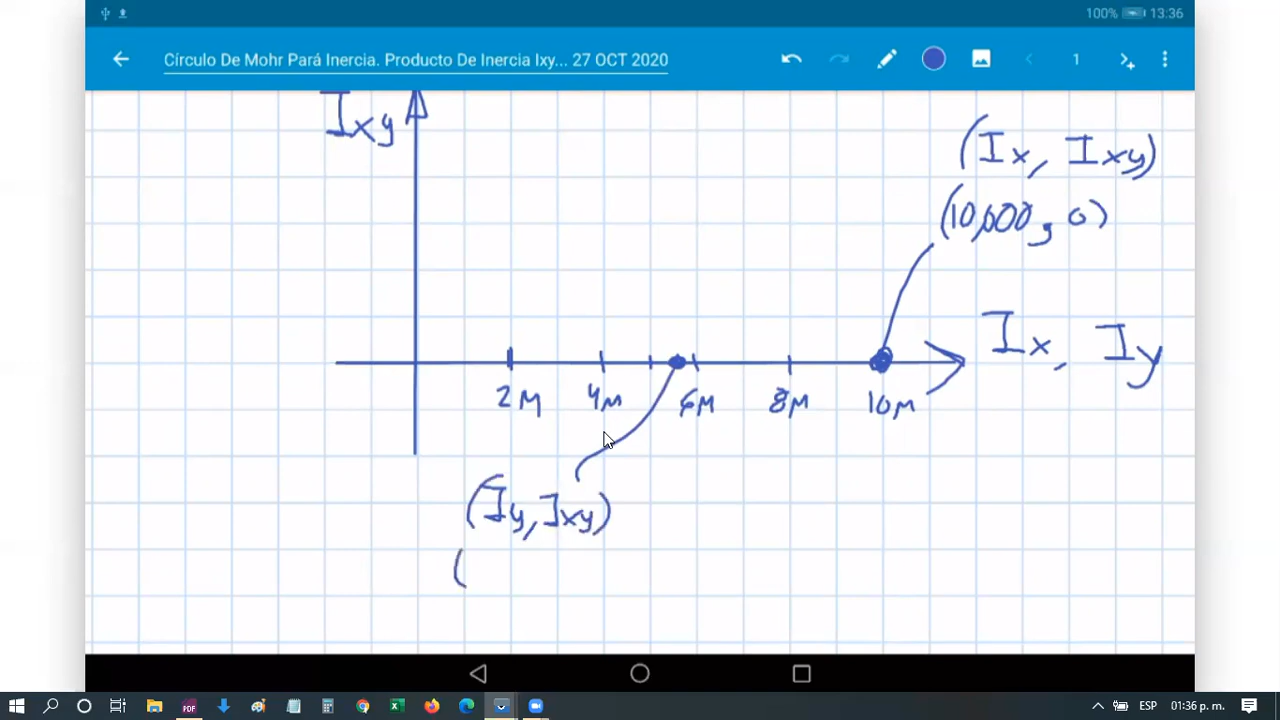 100% 13:36
Círculo De Mohr Pará Inercia. Producto De Inercia Ixy... 27 OCT 2020 1
Ixy
(Ix, Ixy)
(10,000, 0)
Ix, Iy
2M 4M 6M 8M 10M
(Iy, Ixy)
(
ESP 01:36 p. m.